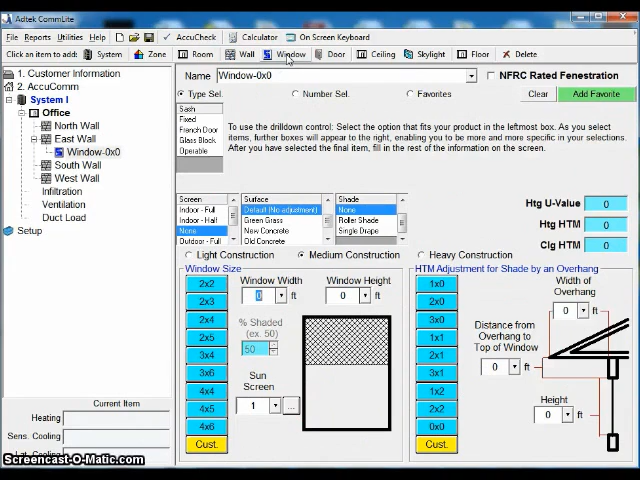 Adtek CommLite
File Reports Utilities Help AccuCheck Calculator On Screen Keyboard
Click an item to add: System Zone Room Wall Window Door Ceiling Skylight Floor Delete
1. Customer Information
2. AccuComm
System I
Office
North Wall
East Wall
Window-0x0
South Wall
West Wall
Infiltration
Ventilation
Duct Load
Setup
Current Item
Heating
Sens. Cooling
Lat. Cooling
Name Window-0x0 NFRC Rated Fenestration
Type Sel. Number Sel. Favorites Clear Add Favorite
Sash
Fixed
French Door
Glass Block
Operable
To use the drilldown control: Select the option that fits your product in the leftmost box. As you select
items, further boxes will appear to the right, enabling you to be more and more specific in your selections.
After you have selected the final item, fill in the rest of the information on the screen.
Screen
Indoor - Full
Indoor - Half
None
Outdoor - Full
Surface
Default (No adjustment)
Green Grass
New Concrete
Old Concrete
Shade
None
Roller Shade
Single Drape
Htg U-Value 0
Htg HTM 0
Clg HTM 0
Light Construction Medium Construction Heavy Construction
Window Size
2x2
2x3
2x4
2x5
3x4
3x6
4x5
4x6
Cust.
Window Width
0 ft
Window Height
0 ft
% Shaded
(ex. 50)
50
Sun
Screen
1 ...
HTM Adjustment for Shade by an Overhang
1x0
2x0
3x0
1x1
2x1
3x1
1x2
2x2
0x0
Cust.
Width of
Overhang
0 ft
Distance from
Overhang to
Top of Window
0 ft
Height
0 ft
Screencast-O-Matic.com